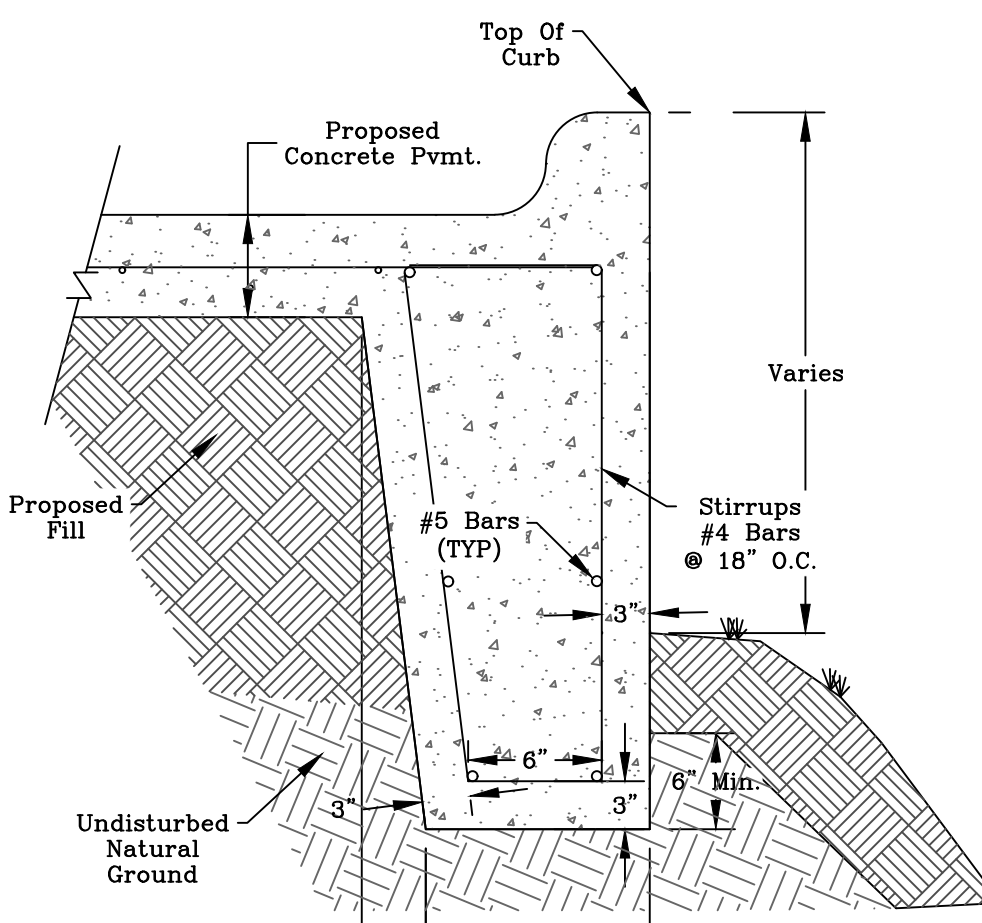 Top Of
Curb
Proposed
Concrete Pvmt.
Varies
Proposed
Fill
#5 Bars
(TYP)
Stirrups
#4 Bars
@ 18" O.C.
3"
6"
6" Min.
3"
3"
Undisturbed
Natural
Ground